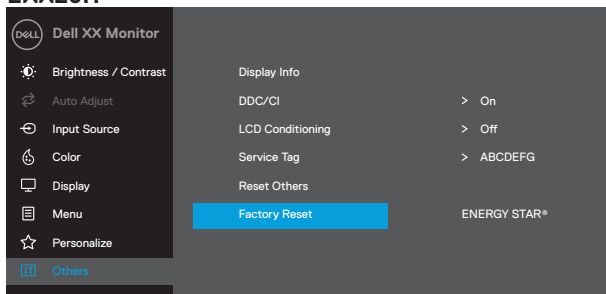 DELL Dell XX Monitor
Brightness / Contrast Display Info
Auto Adjust DDC/CI > On
Input Source LCD Conditioning > Off
Color Service Tag > ABCDEFG
Display Reset Others
Menu Factory Reset ENERGY STAR®
Personalize
Others